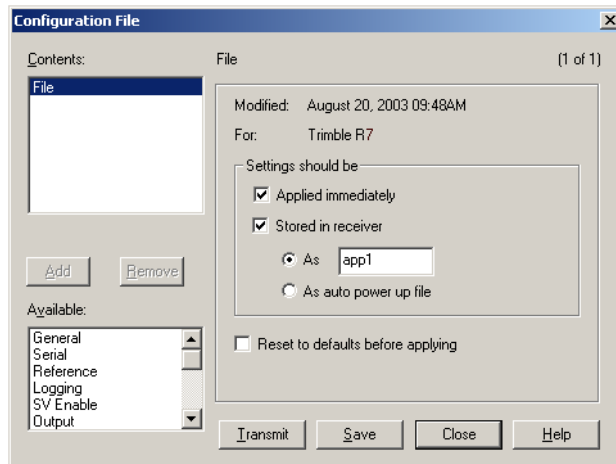 Configuration File
Contents:
File
File
(1 of 1)
Modified: August 20, 2003 09:48AM
For: Trimble R7
Settings should be
Applied immediately
Stored in receiver
As app1
As auto power up file
Add
Remove
Available:
General
Serial
Reference
Logging
SV Enable
Output
Reset to defaults before applying
Transmit
Save
Close
Help